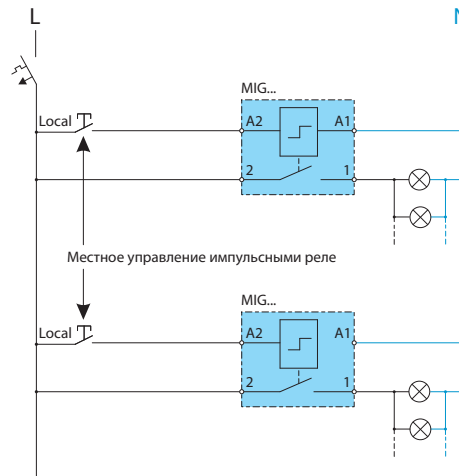 L
N
MIG...
Local
A2
A1
2
1
Местное управление импульсными реле
MIG...
Local
A2
A1
2
1